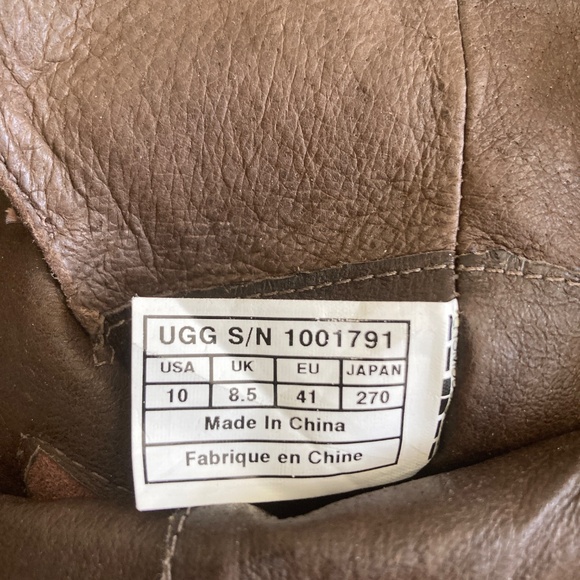 UGG S/N 1001791
USA UK EU JAPAN
10 8.5 41 270
Made In China
Fabrique en Chine